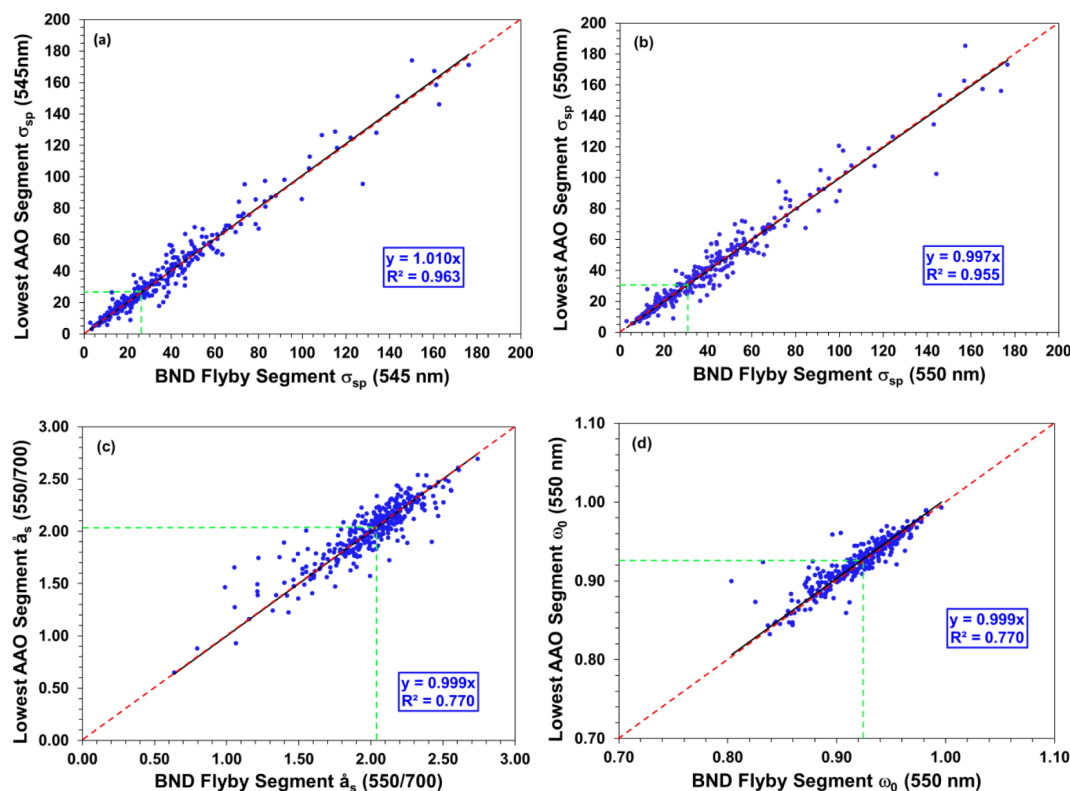 (a)
Lowest AAO Segment σsp (545nm)
200
180
160
140
120
100
80
60
40
20
0
y = 1.010x
R² = 0.963
0 20 40 60 80 100 120 140 160 180 200
BND Flyby Segment σsp (545 nm)
(b)
Lowest AAO Segment σsp (550nm)
200
180
160
140
120
100
80
60
40
20
0
y = 0.997x
R² = 0.955
0 20 40 60 80 100 120 140 160 180 200
BND Flyby Segment σsp (550 nm)
(c)
Lowest AAO Segment ås (550/700)
3.00
2.50
2.00
1.50
1.00
0.50
0.00
y = 0.999x
R² = 0.770
0.00 0.50 1.00 1.50 2.00 2.50 3.00
BND Flyby Segment ås (550/700)
(d)
Lowest AAO Segment ω0 (550 nm)
1.10
1.00
0.90
0.80
0.70
y = 0.999x
R² = 0.770
0.70 0.80 0.90 1.00 1.10
BND Flyby Segment ω0 (550 nm)